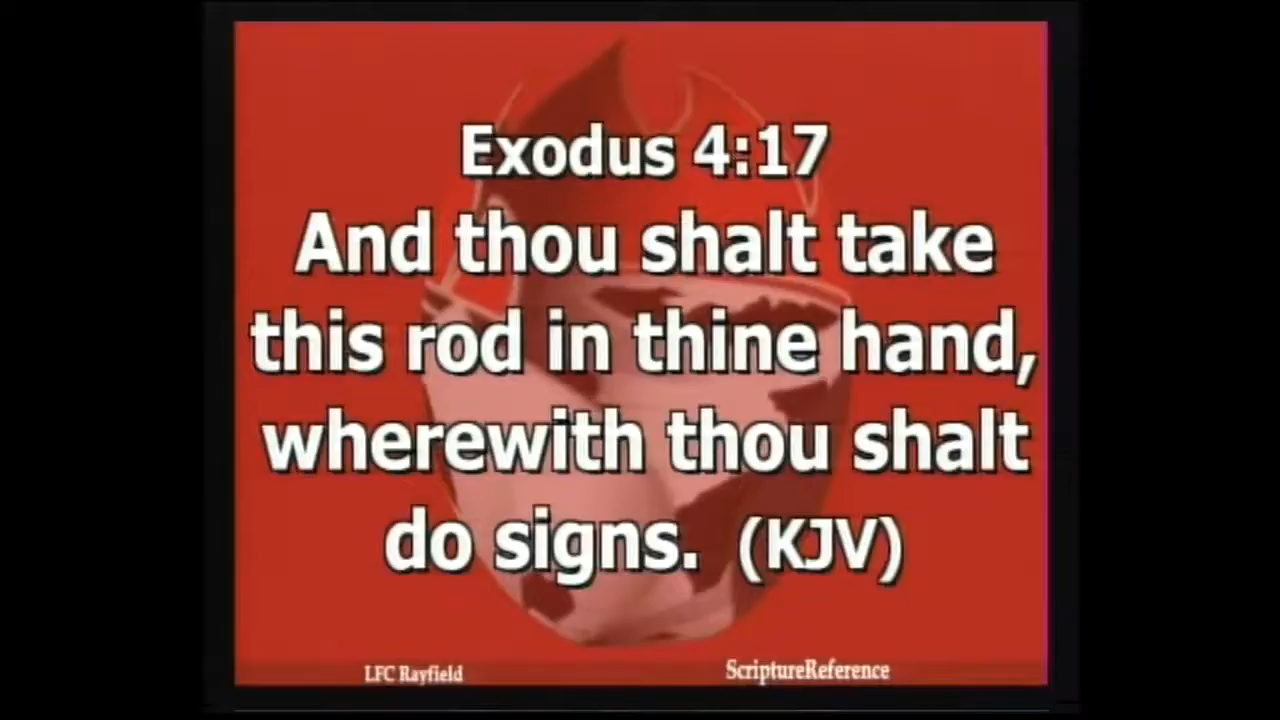 Exodus 4:17
And thou shalt take
this rod in thine hand,
wherewith thou shalt
do signs. (KJV)
LFC Rayfield
ScriptureReference